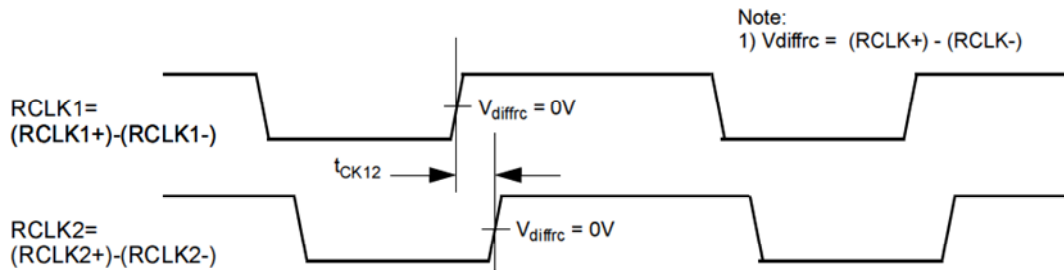 Note:
1) Vdiffrc = (RCLK+) - (RCLK-)
RCLK1=
(RCLK1+)-(RCLK1-)
Vdiffrc = 0V
tCK12
RCLK2=
(RCLK2+)-(RCLK2-)
Vdiffrc = 0V